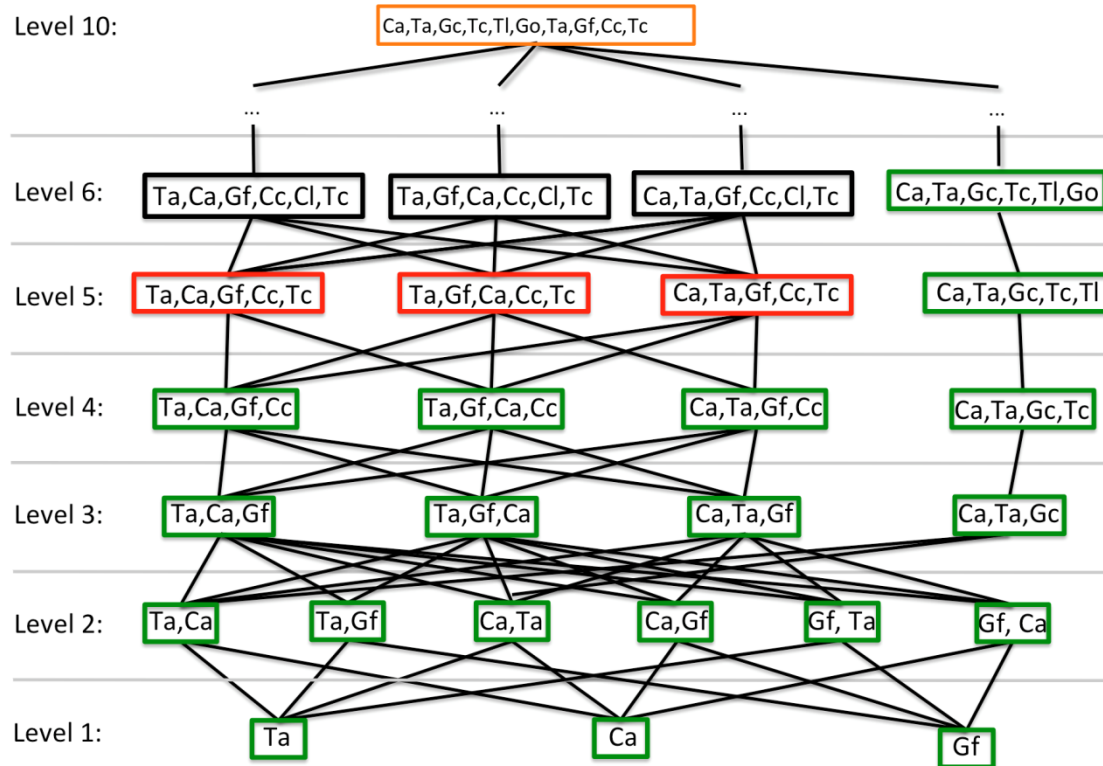 Level 10: Ca,Ta,Gc,Tc,Tl,Go,Ta,Gf,Cc,Tc
... ... ... ...
Level 6: Ta,Ca,Gf,Cc,Cl,Tc Ta,Gf,Ca,Cc,Cl,Tc Ca,Ta,Gf,Cc,Cl,Tc Ca,Ta,Gc,Tc,Tl,Go
Level 5: Ta,Ca,Gf,Cc,Tc Ta,Gf,Ca,Cc,Tc Ca,Ta,Gf,Cc,Tc Ca,Ta,Gc,Tc,Tl
Level 4: Ta,Ca,Gf,Cc Ta,Gf,Ca,Cc Ca,Ta,Gf,Cc Ca,Ta,Gc,Tc
Level 3: Ta,Ca,Gf Ta,Gf,Ca Ca,Ta,Gf Ca,Ta,Gc
Level 2: Ta,Ca Ta,Gf Ca,Ta Ca,Gf Gf, Ta Gf, Ca
Level 1: Ta Ca Gf